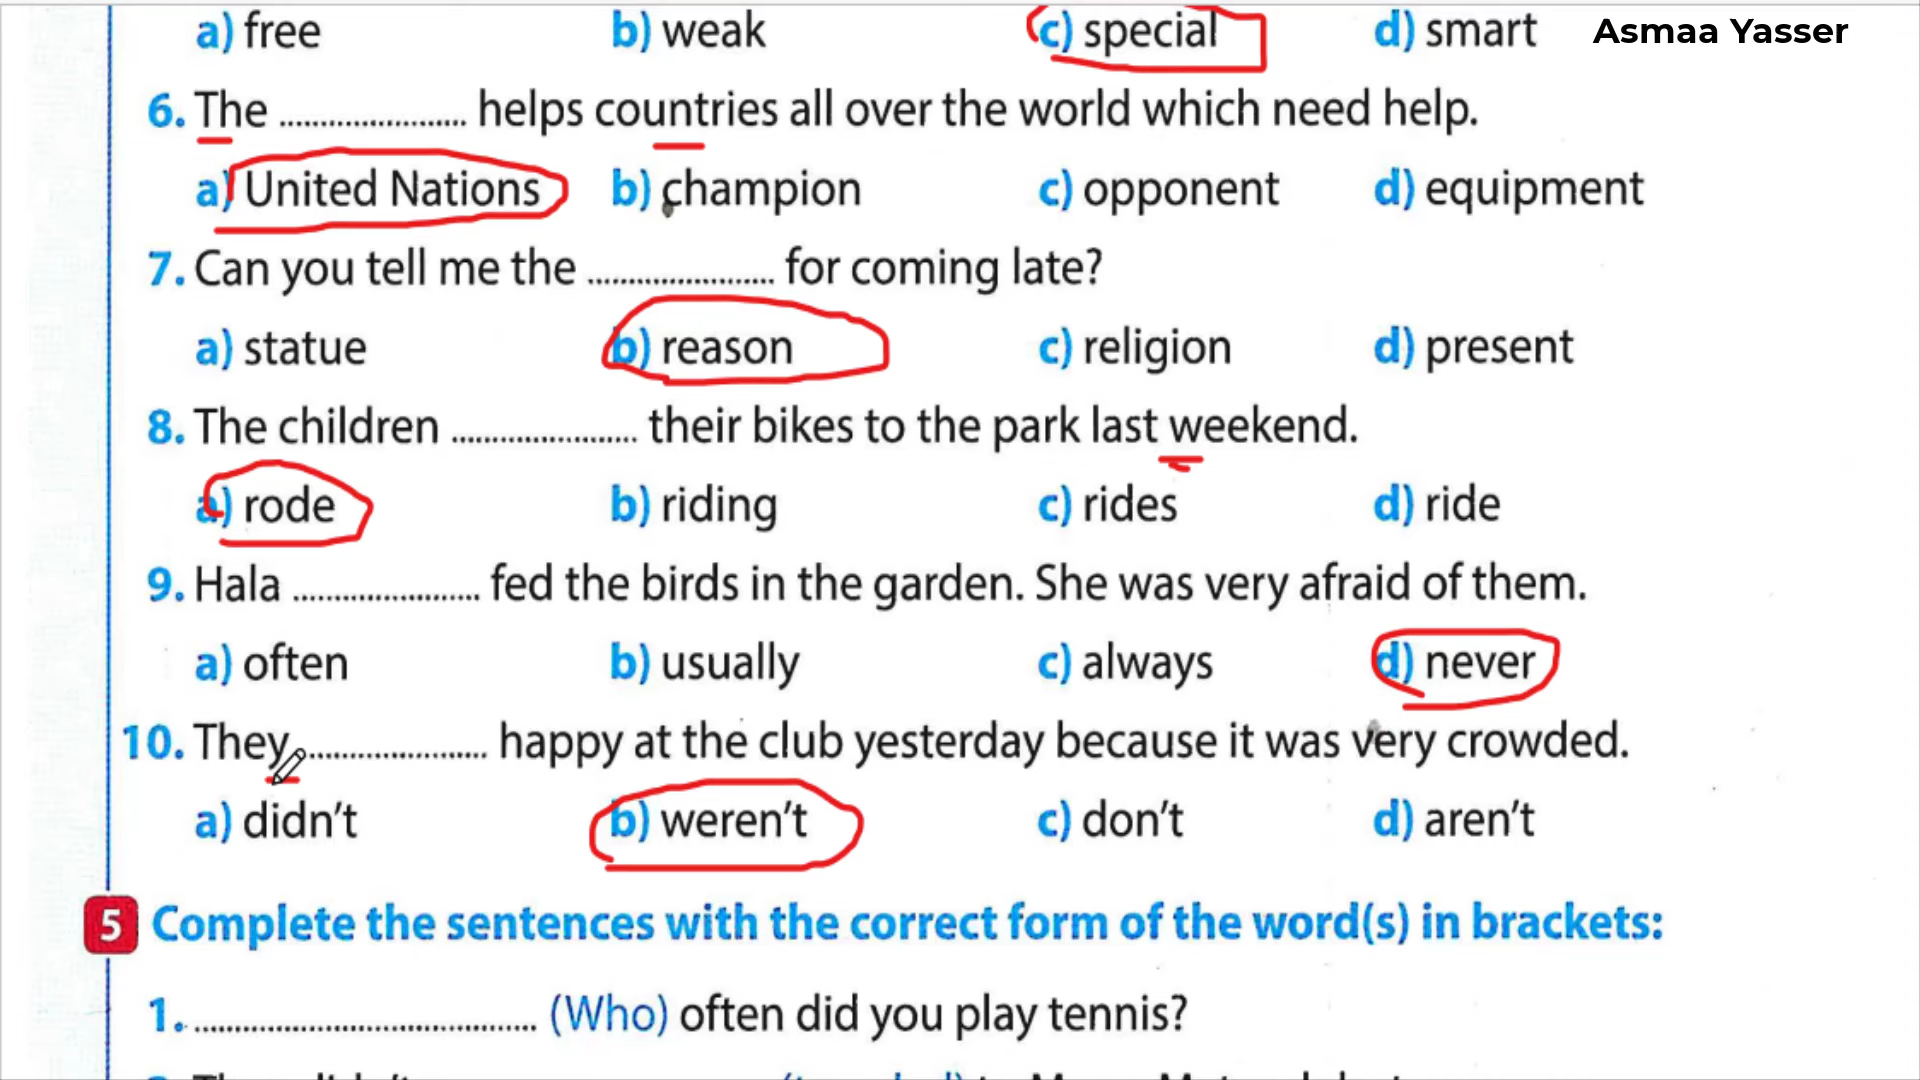 a) free b) weak c) special d) smart Asmaa Yasser
6. The ...................... helps countries all over the world which need help.
a) United Nations b) champion c) opponent d) equipment
7. Can you tell me the ...................... for coming late?
a) statue b) reason c) religion d) present
8. The children ...................... their bikes to the park last weekend.
a) rode b) riding c) rides d) ride
9. Hala ...................... fed the birds in the garden. She was very afraid of them.
a) often b) usually c) always d) never
10. They ...................... happy at the club yesterday because it was very crowded.
a) didn't b) weren't c) don't d) aren't
5 Complete the sentences with the correct form of the word(s) in brackets:
1. ........................................ (Who) often did you play tennis?